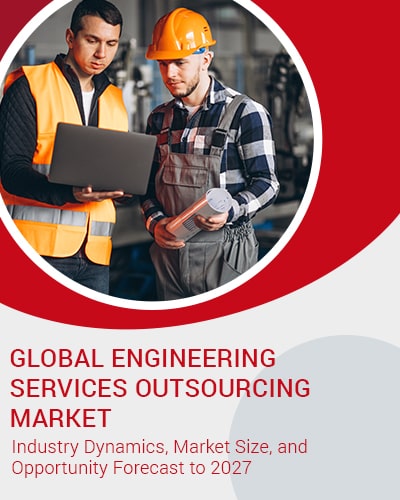 GLOBAL ENGINEERING
SERVICES OUTSOURCING
MARKET
Industry Dynamics, Market Size, and
Opportunity Forecast to 2027